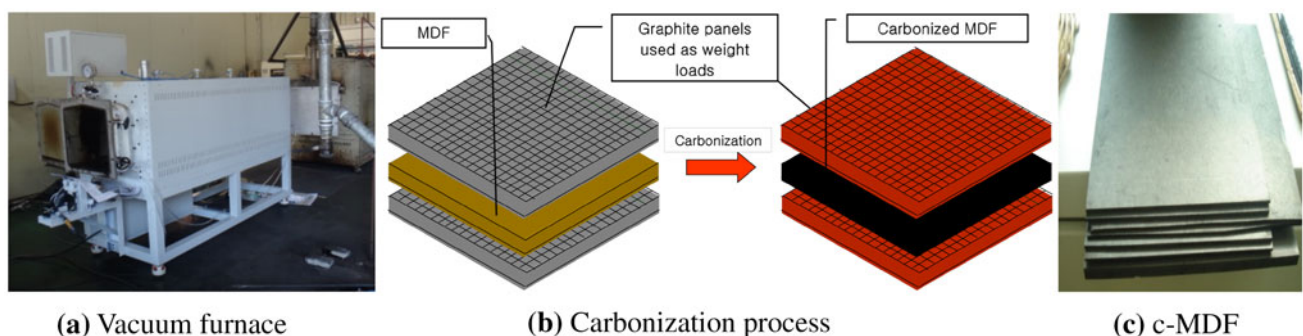 MDF
Graphite panels
used as weight
loads
Carbonized MDF
Carbonization
(a) Vacuum furnace
(b) Carbonization process
(c) c-MDF